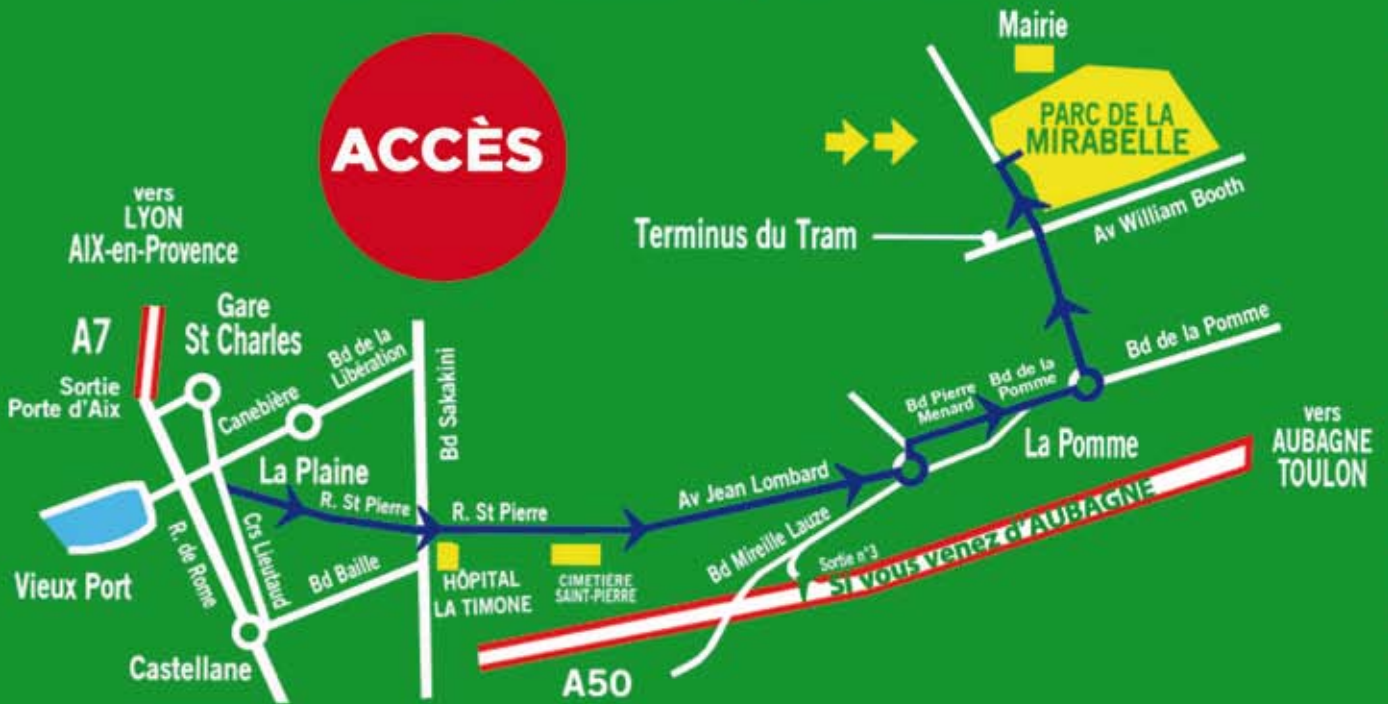 Mairie
ACCÈS
PARC DE LA
MIRABELLE
Av William Booth
Terminus du Tram
vers
LYON
AIX-en-Provence
A7
Sortie
Porte d'Aix
Gare
St Charles
Bd de la
Libération
Canebière
Bd Sakakini
La Plaine
R. St Pierre
R. St Pierre
Av Jean Lombard
Bd Pierre
Menard
Bd de la
Pomme
Bd de la Pomme
La Pomme
vers
AUBAGNE
TOULON
Vieux Port
R. de Rome
Crs Lieutaud
Bd Baille
Castellane
HÔPITAL
LA TIMONE
CIMETIÈRE
SAINT-PIERRE
Bd Mireille Lauze
Sortie n°3
Si vous venez d'AUBAGNE
A50